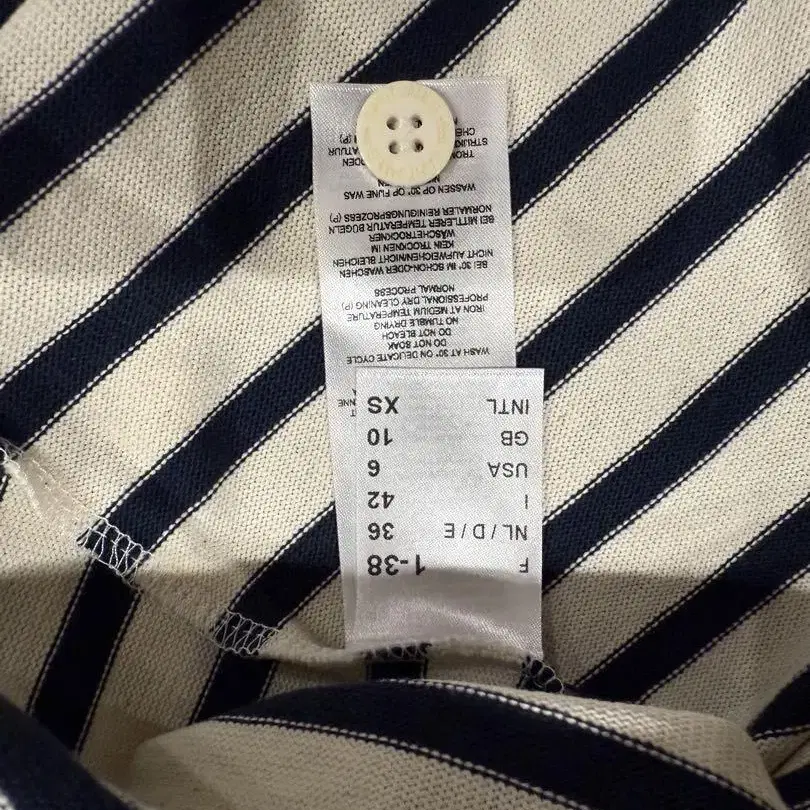 F 1-38
NL / D / E 36
I 42
USA 6
GB 10
INTL XS
WASH AT 30° ON DELICATE CYCLE
DO NOT SOAK
DO NOT BLEACH
NO TUMBLE DRYING
IRON AT MEDIUM TEMPERATURE
PROFESSIONAL DRY CLEANING (P)
NORMAL PROCESS
BEI 30° IM SCHON-ODER WASCHEN
NICHT AUFWEICHEN/NICHT BLEICHEN
KEIN TROCKNEN IM
WÄSCHETROCKNER
BEI MITTLERER TEMPERATUR BÜGELN
NORMALER REINIGUNGSPROZESS (P)
WASSEN OP 30° OP FIJNE WAS